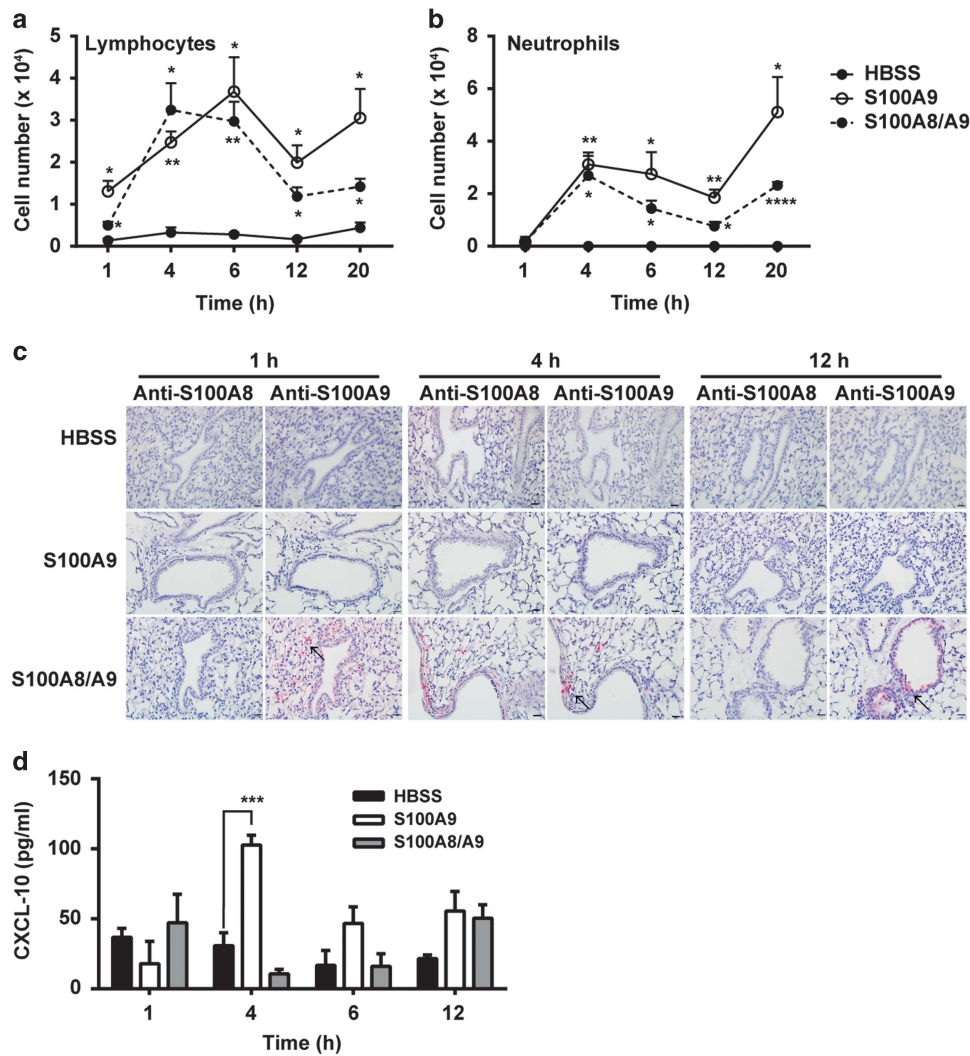 a
Lymphocytes
Cell number (x 10⁴)
5
4
3
2
1
0
* * * * *
** **
* * *
1 4 6 12 20
Time (h)
b
Neutrophils
Cell number (x 10⁴)
8
6
4
2
0
** * ** *
* * * ****
1 4 6 12 20
Time (h)
HBSS
S100A9
S100A8/A9
c
1 h 4 h 12 h
Anti-S100A8 Anti-S100A9 Anti-S100A8 Anti-S100A9 Anti-S100A8 Anti-S100A9
HBSS
S100A9
S100A8/A9
d
CXCL-10 (pg/ml)
150
100
50
0
***
HBSS
S100A9
S100A8/A9
1 4 6 12
Time (h)